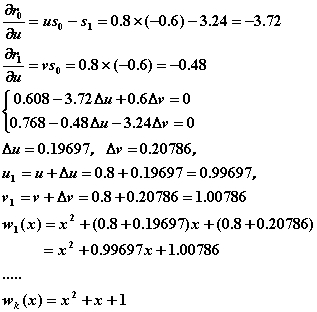 ∂r₀/∂u = us₀ − s₁ = 0.8×(−0.6) − 3.24 = −3.72
∂r₁/∂u = vs₀ = 0.8×(−0.6) = −0.48
{ 0.608 − 3.72Δu + 0.6Δv = 0
0.768 − 0.48Δu − 3.24Δv = 0
Δu = 0.19697, Δv = 0.20786,
u₁ = u + Δu = 0.8 + 0.19697 = 0.99697,
v₁ = v + Δv = 0.8 + 0.20786 = 1.00786
w₁(x) = x² + (0.8 + 0.19697)x + (0.8 + 0.20786)
= x² + 0.99697x + 1.00786
.....
wₖ(x) = x² + x + 1